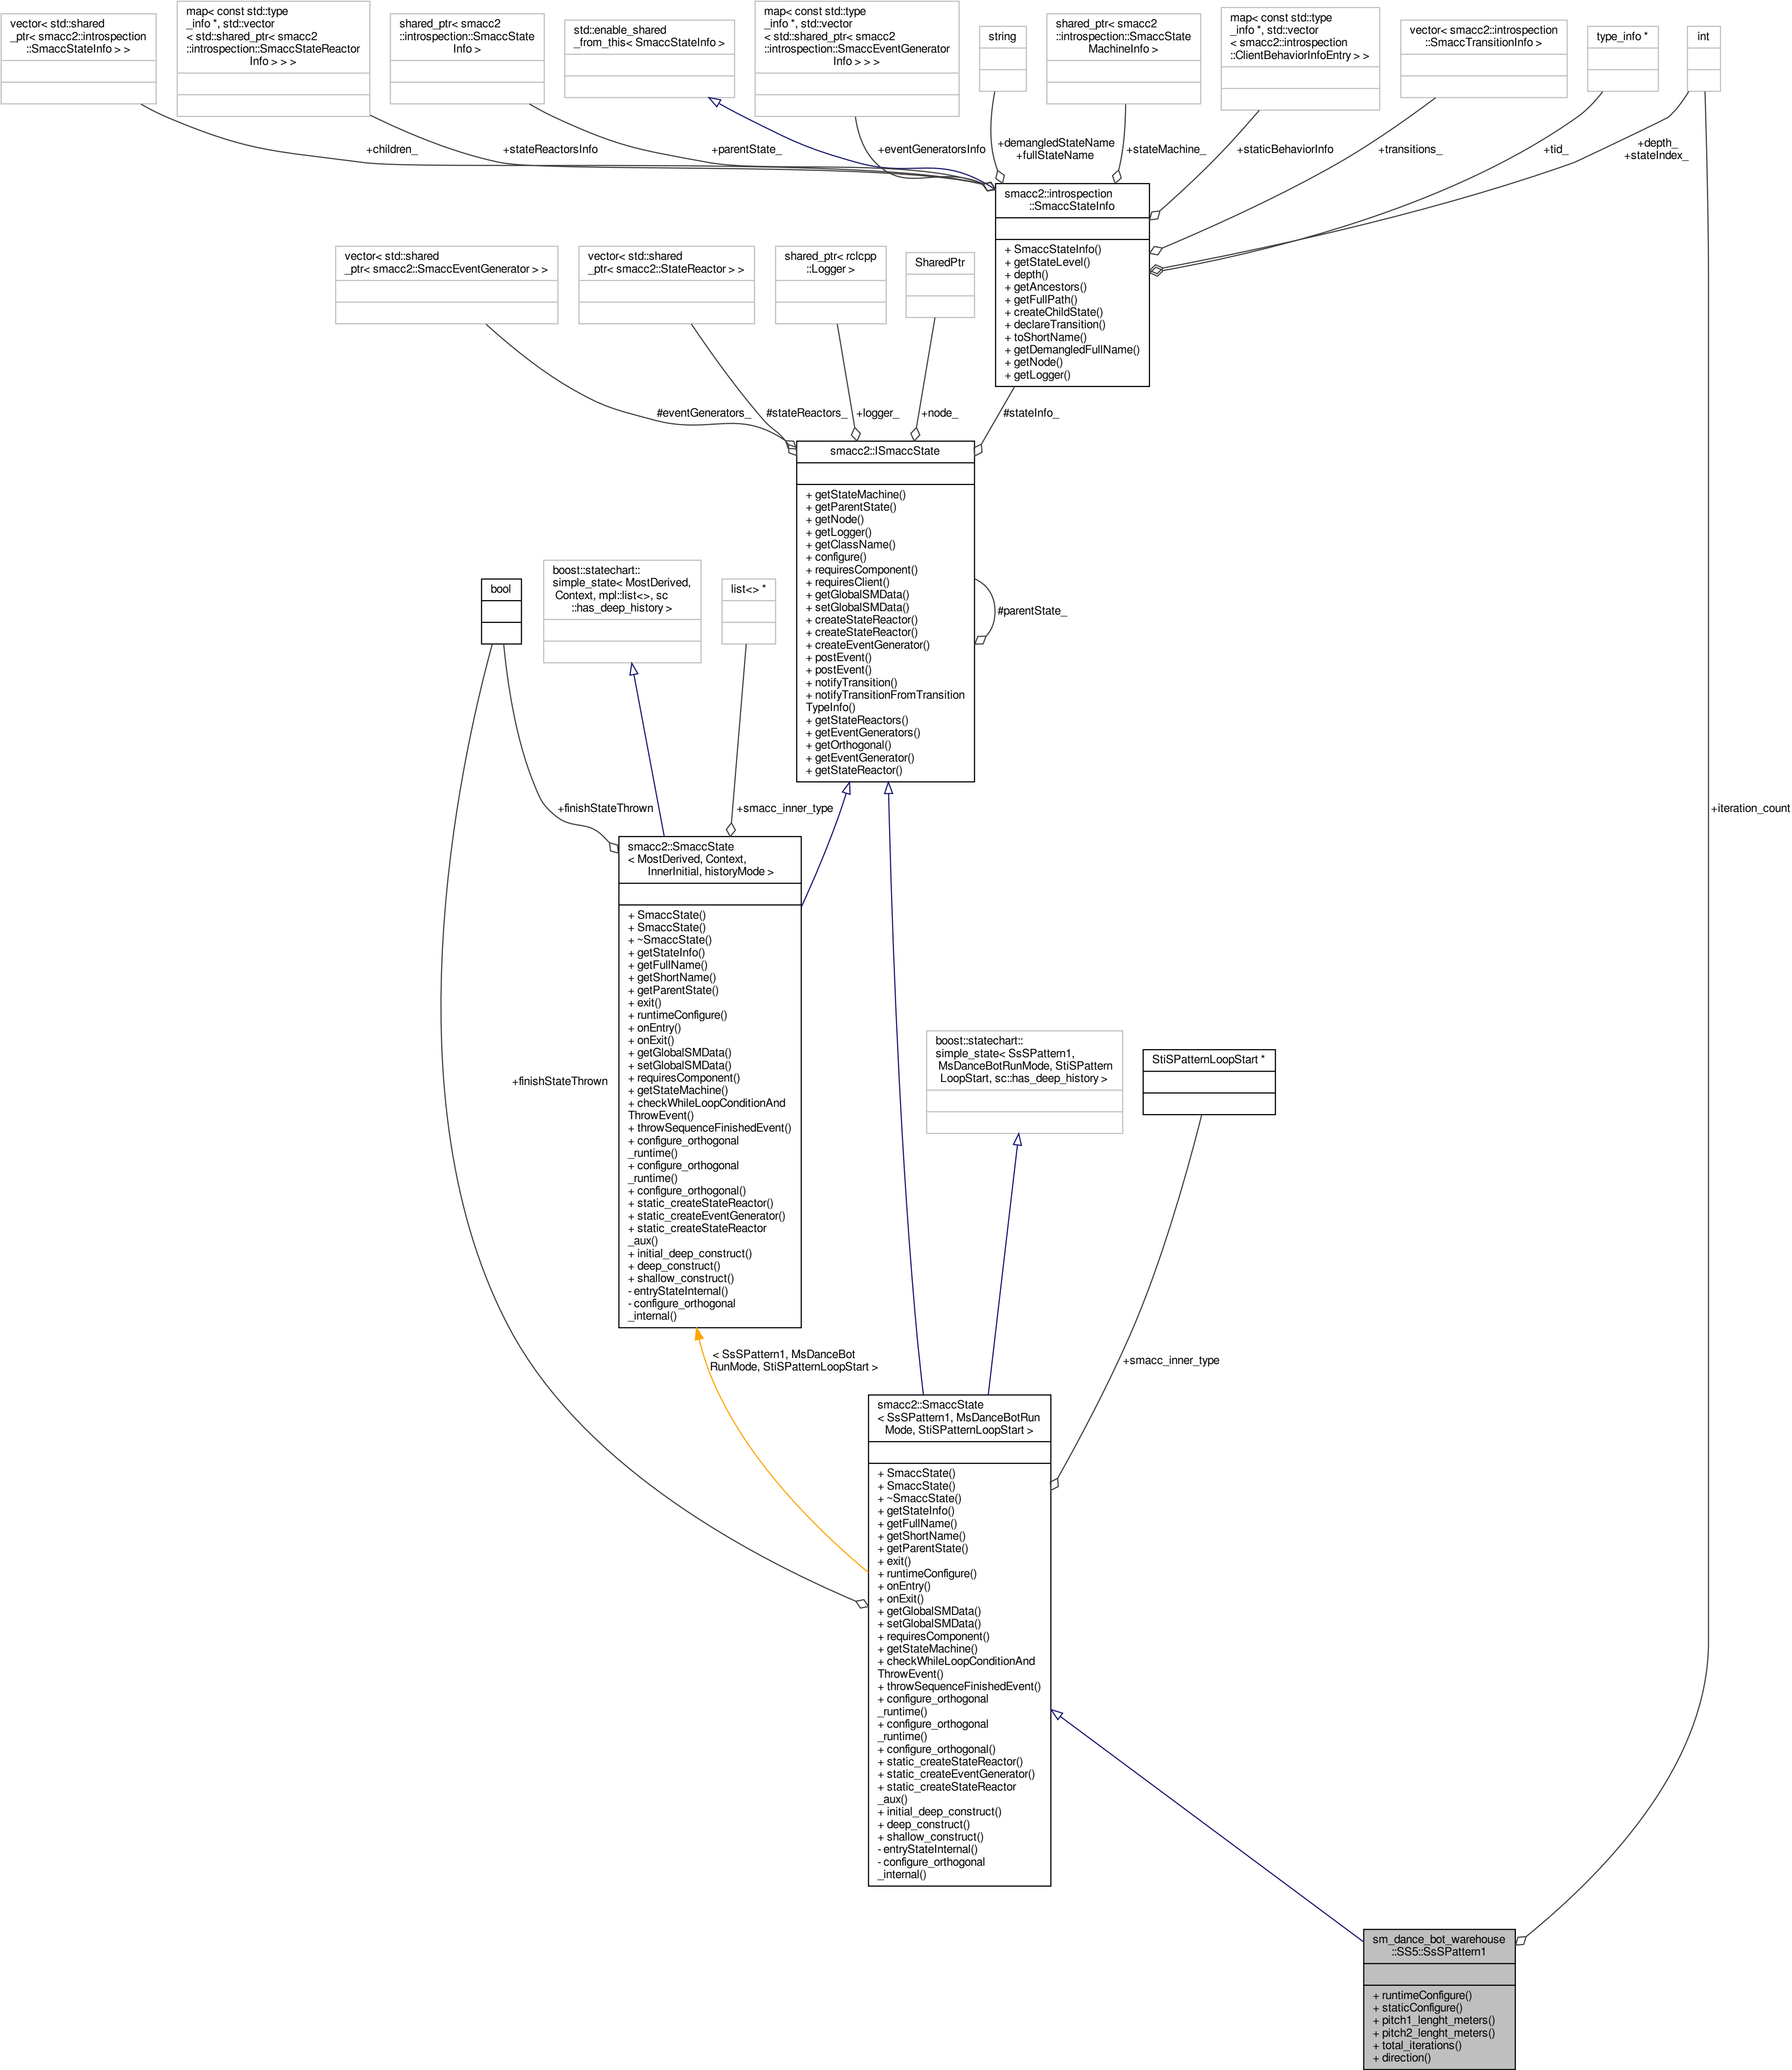 vector< std::shared
_ptr< smacc2::introspection
::SmaccStateInfo > >
map< const std::type
_info *, std::vector
< std::shared_ptr< smacc2
::introspection::SmaccStateReactor
Info > > >
shared_ptr< smacc2
::introspection::SmaccState
Info >
std::enable_shared
_from_this< SmaccStateInfo >
map< const std::type
_info *, std::vector
< std::shared_ptr< smacc2
::introspection::SmaccEventGenerator
Info > > >
string
shared_ptr< smacc2
::introspection::SmaccState
MachineInfo >
map< const std::type
_info *, std::vector
< smacc2::introspection
::ClientBehaviorInfoEntry > >
vector< smacc2::introspection
::SmaccTransitionInfo >
type_info *
int
+children_
+stateReactorsInfo
+parentState_
+eventGeneratorsInfo
+demangledStateName
+fullStateName
+stateMachine_
+staticBehaviorInfo
+transitions_
+tid_
+depth_
+stateIndex_
smacc2::introspection
::SmaccStateInfo
+ SmaccStateInfo()
+ getStateLevel()
+ depth()
+ getAncestors()
+ getFullPath()
+ createChildState()
+ declareTransition()
+ toShortName()
+ getDemangledFullName()
+ getNode()
+ getLogger()
vector< std::shared
_ptr< smacc2::SmaccEventGenerator > >
vector< std::shared
_ptr< smacc2::StateReactor > >
shared_ptr< rclcpp
::Logger >
SharedPtr
#eventGenerators_
#stateReactors_
+logger_
+node_
#stateInfo_
smacc2::ISmaccState
+ getStateMachine()
+ getParentState()
+ getNode()
+ getLogger()
+ getClassName()
+ configure()
+ requiresComponent()
+ requiresClient()
+ getGlobalSMData()
+ setGlobalSMData()
+ createStateReactor()
+ createStateReactor()
+ createEventGenerator()
+ postEvent()
+ postEvent()
+ notifyTransition()
+ notifyTransitionFromTransition
TypeInfo()
+ getStateReactors()
+ getEventGenerators()
+ getOrthogonal()
+ getEventGenerator()
+ getStateReactor()
#parentState_
bool
boost::statechart::
simple_state< MostDerived,
Context, mpl::list<>, sc
::has_deep_history >
list<> *
+finishStateThrown
+smacc_inner_type
+iteration_count
smacc2::SmaccState
< MostDerived, Context,
InnerInitial, historyMode >
+ SmaccState()
+ SmaccState()
+ ~SmaccState()
+ getStateInfo()
+ getFullName()
+ getShortName()
+ getParentState()
+ exit()
+ runtimeConfigure()
+ onEntry()
+ onExit()
+ getGlobalSMData()
+ setGlobalSMData()
+ requiresComponent()
+ getStateMachine()
+ checkWhileLoopConditionAnd
ThrowEvent()
+ throwSequenceFinishedEvent()
+ configure_orthogonal
_runtime()
+ configure_orthogonal
_runtime()
+ configure_orthogonal()
+ static_createStateReactor()
+ static_createEventGenerator()
+ static_createStateReactor
_aux()
+ initial_deep_construct()
+ deep_construct()
+ shallow_construct()
- entryStateInternal()
- configure_orthogonal
_internal()
+finishStateThrown
boost::statechart::
simple_state< SsSPattern1,
MsDanceBotRunMode, StiSPattern
LoopStart, sc::has_deep_history >
StiSPatternLoopStart *
< SsSPattern1, MsDanceBot
RunMode, StiSPatternLoopStart >
+smacc_inner_type
smacc2::SmaccState
< SsSPattern1, MsDanceBotRun
Mode, StiSPatternLoopStart >
+ SmaccState()
+ SmaccState()
+ ~SmaccState()
+ getStateInfo()
+ getFullName()
+ getShortName()
+ getParentState()
+ exit()
+ runtimeConfigure()
+ onEntry()
+ onExit()
+ getGlobalSMData()
+ setGlobalSMData()
+ requiresComponent()
+ getStateMachine()
+ checkWhileLoopConditionAnd
ThrowEvent()
+ throwSequenceFinishedEvent()
+ configure_orthogonal
_runtime()
+ configure_orthogonal
_runtime()
+ configure_orthogonal()
+ static_createStateReactor()
+ static_createEventGenerator()
+ static_createStateReactor
_aux()
+ initial_deep_construct()
+ deep_construct()
+ shallow_construct()
- entryStateInternal()
- configure_orthogonal
_internal()
sm_dance_bot_warehouse
::SS5::SsSPattern1
+ runtimeConfigure()
+ staticConfigure()
+ pitch1_lenght_meters()
+ pitch2_lenght_meters()
+ total_iterations()
+ direction()